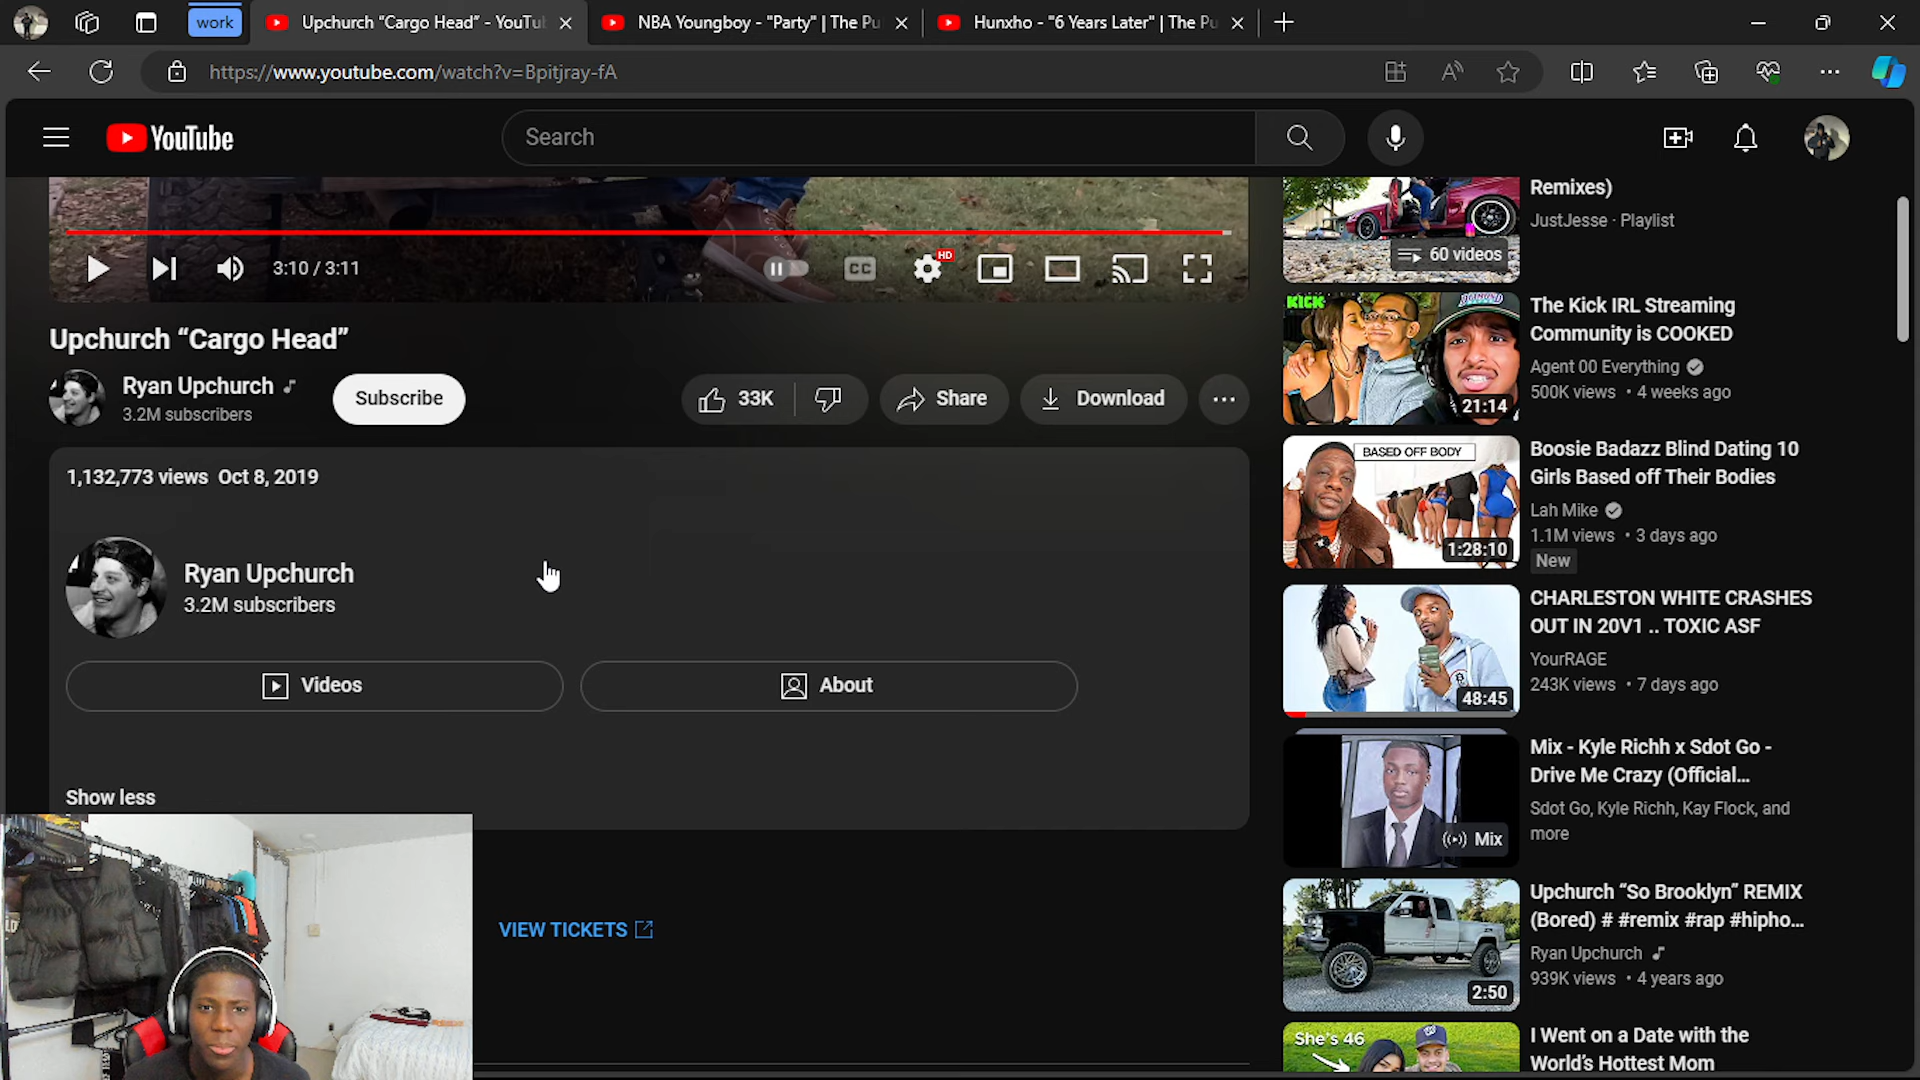 work
Upchurch “Cargo Head” - YouTu
NBA Youngboy - "Party" | The Pu
Hunxho - "6 Years Later" | The Pu
https://www.youtube.com/watch?v=Bpitjray-fA
YouTube
Search
3:10 / 3:11
CC
HD
Upchurch “Cargo Head”
Ryan Upchurch
3.2M subscribers
Subscribe
33K
Share
Download
1,132,773 views Oct 8, 2019
Ryan Upchurch
3.2M subscribers
Videos
About
Show less
VIEW TICKETS
Remixes)
JustJesse · Playlist
60 videos
KICK
21:14
The Kick IRL Streaming
Community is COOKED
Agent 00 Everything
500K views • 4 weeks ago
BASED OFF BODY
1:28:10
Boosie Badazz Blind Dating 10
Girls Based off Their Bodies
Lah Mike
1.1M views • 3 days ago
New
48:45
CHARLESTON WHITE CRASHES
OUT IN 20V1 .. TOXIC ASF
YourRAGE
243K views • 7 days ago
Mix
Mix - Kyle Richh x Sdot Go -
Drive Me Crazy (Official...
Sdot Go, Kyle Richh, Kay Flock, and
more
2:50
Upchurch “So Brooklyn” REMIX
(Bored) # #remix #rap #hipho...
Ryan Upchurch
939K views • 4 years ago
She's 46
I Went on a Date with the
World's Hottest Mom